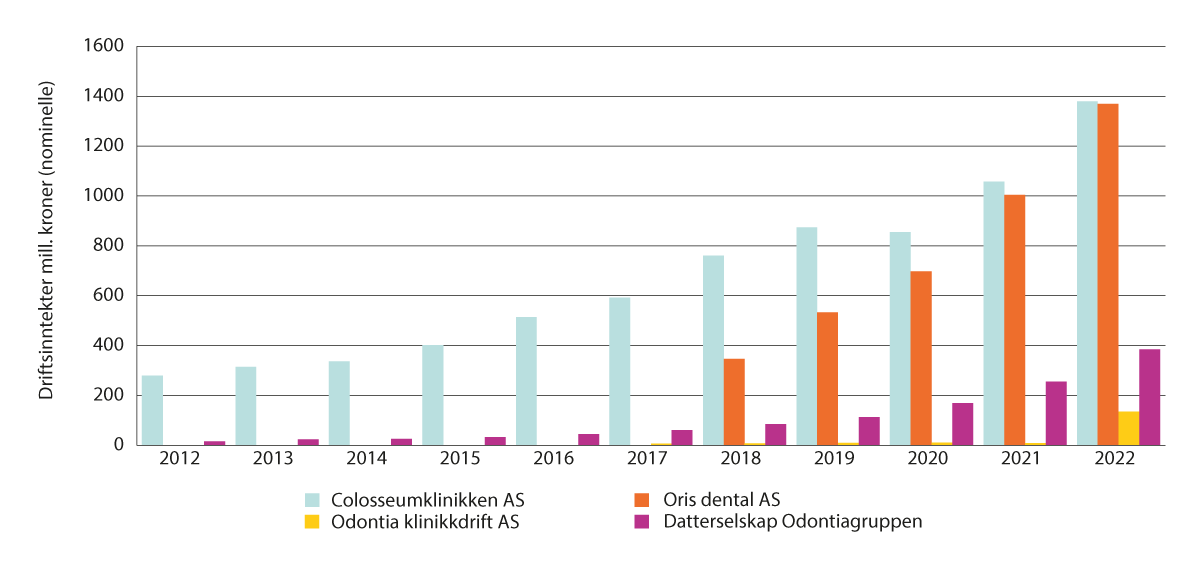 Driftsinntekter mill. kroner (nominelle)
1600
1400
1200
1000
800
600
400
200
0
2012 2013 2014 2015 2016 2017 2018 2019 2020 2021 2022
Colosseumklinikken AS Oris dental AS
Odontia klinikkdrift AS Datterselskap Odontiagruppen